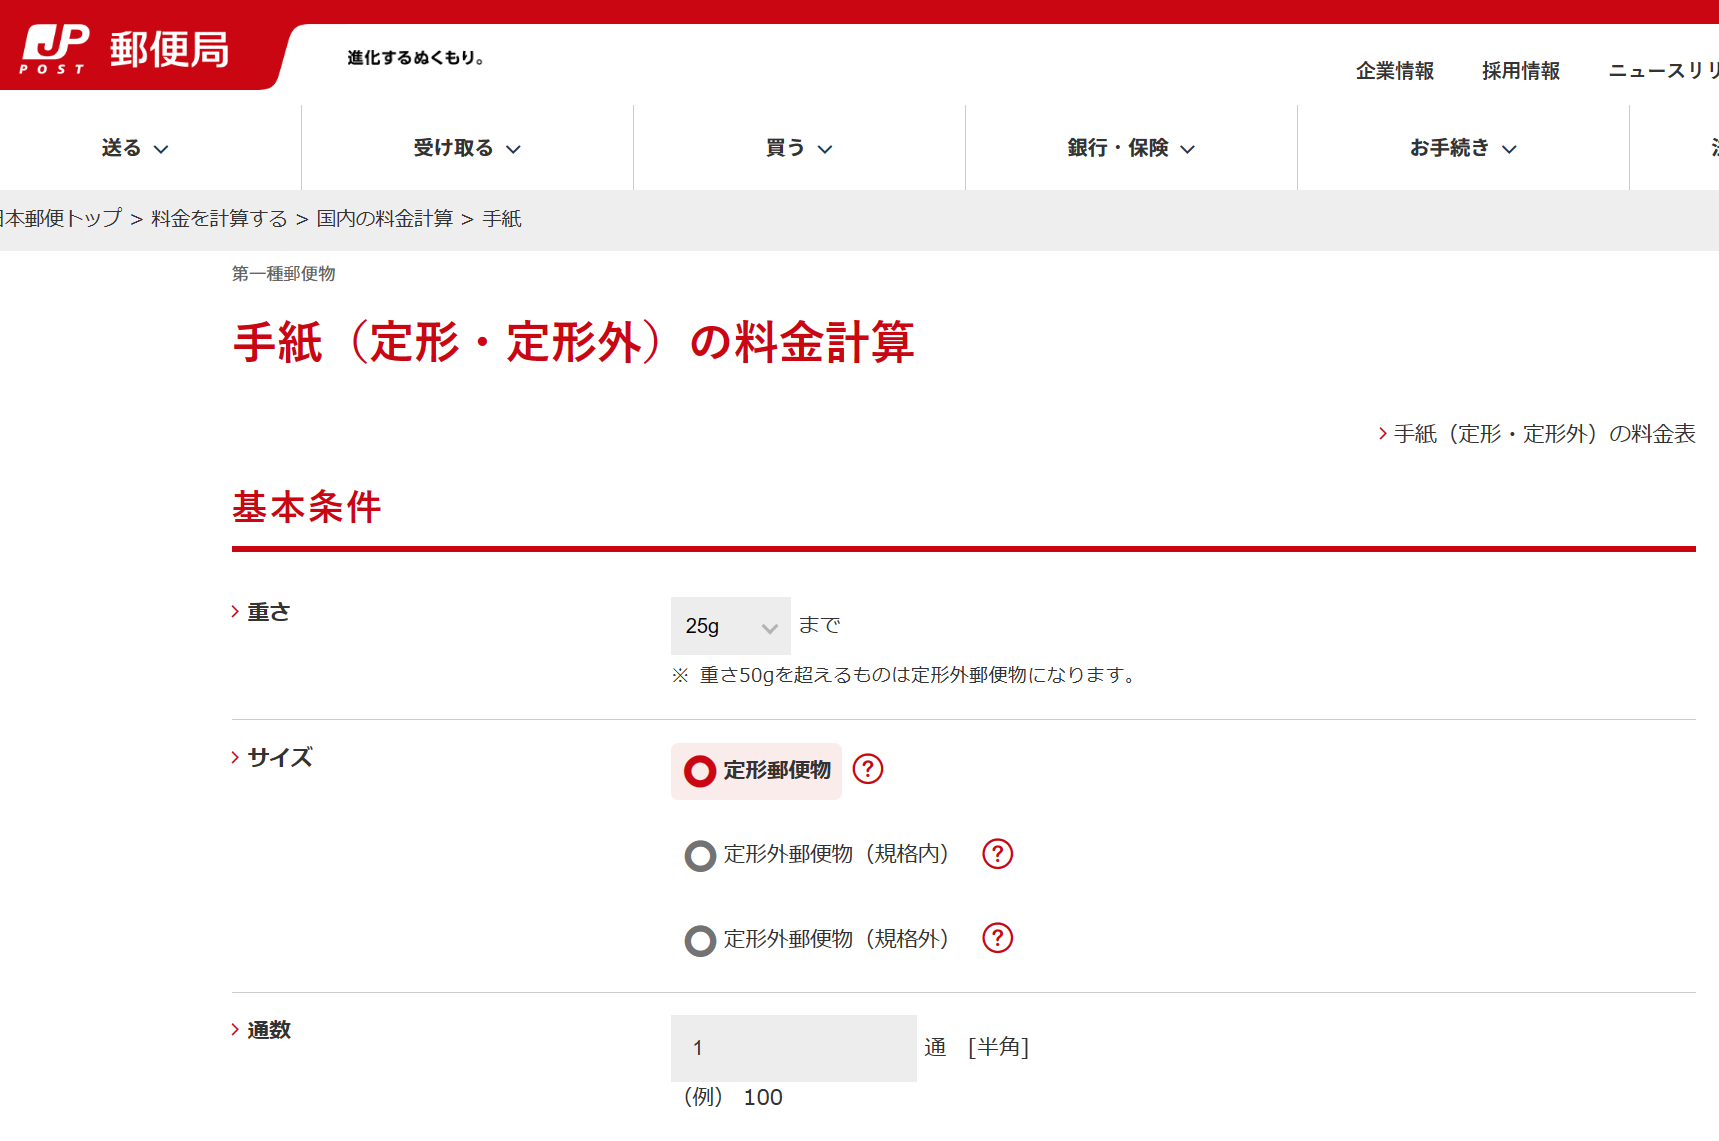 JP
POST
郵便局
進化するぬくもり。
企業情報 採用情報 ニュースリリ
送る 受け取る 買う 銀行・保険 お手続き
本郵便トップ > 料金を計算する > 国内の料金計算 > 手紙
第一種郵便物
手紙（定形・定形外）の料金計算
手紙（定形・定形外）の料金表
基本条件
重さ
25g まで
※ 重さ50gを超えるものは定形外郵便物になります。
サイズ
定形郵便物 ?
定形外郵便物（規格内） ?
定形外郵便物（規格外） ?
通数
1 通 [半角]
（例） 100